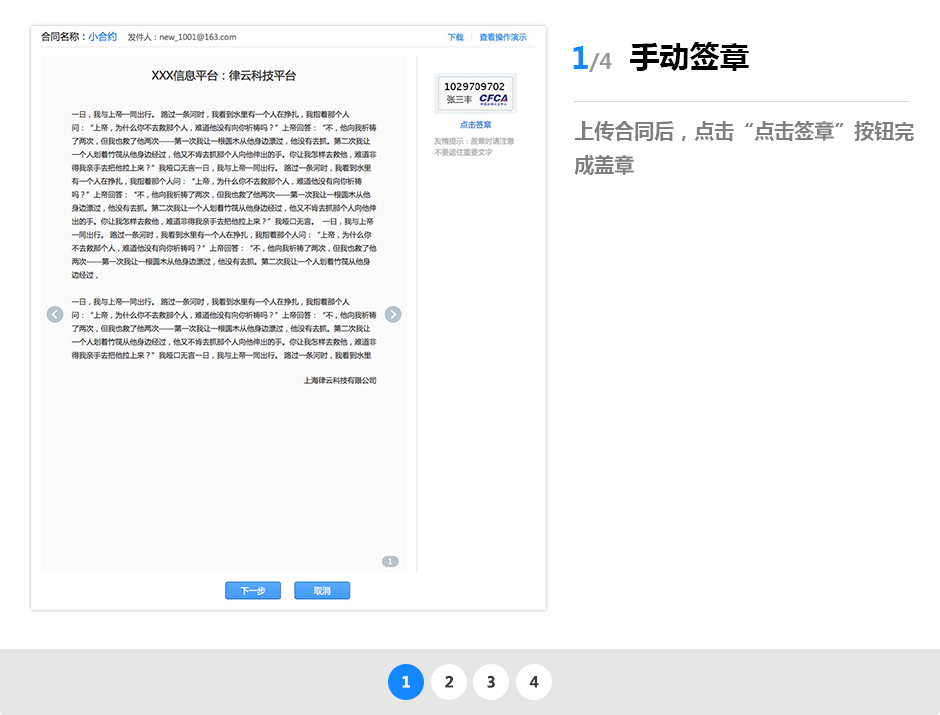 合同名称：小合约 发件人：new_1001@163.com 下载 查看操作演示
XXX信息平台：律云科技平台
一日，我与上帝一同出行。 路过一条河时，我看到水里有一个人在挣扎，我指着那个人
问：“上帝，为什么你不去救那个人，难道他没有向你祈祷吗？”上帝回答：“不，他向我祈祷
了两次，但我也救了他两次——第一次我让一根圆木从他身边漂过，他没有去抓。第二次我让
一个人划着竹筏从他身边经过，他又不肯去抓那个人向他伸出的手。你让我怎样去救他，难道非
得我亲手去把他拉上来？”我哑口无言一日，我与上帝一同出行。 路过一条河时，我看到水里
有一个人在挣扎，我指着那个人问：“上帝，为什么你不去救那个人，难道他没有向你祈祷
吗？”上帝回答：“不，他向我祈祷了两次，但我也救了他两次——第一次我让一根圆木从他
身边漂过，他没有去抓。第二次我让一个人划着竹筏从他身边经过，他又不肯去抓那个人向他伸
出的手。你让我怎样去救他，难道非得我亲手去把他拉上来？”我哑口无言。 一日，我与上帝
一同出行。 路过一条河时，我看到水里有一个人在挣扎，我指着那个人问：“上帝，为什么你
不去救那个人，难道他没有向你祈祷吗？”上帝回答：“不，他向我祈祷了两次，但我也救了他
两次——第一次我让一根圆木从他身边漂过，他没有去抓。第二次我让一个人划着竹筏从他身
边经过，
一日，我与上帝一同出行。 路过一条河时，我看到水里有一个人在挣扎，我指着那个人
问：“上帝，为什么你不去救那个人，难道他没有向你祈祷吗？”上帝回答：“不，他向我祈祷
了两次，但我也救了他两次——第一次我让一根圆木从他身边漂过，他没有去抓。第二次我让
一个人划着竹筏从他身边经过，他又不肯去抓那个人向他伸出的手。你让我怎样去救他，难道非
得我亲手去把他拉上来？”我哑口无言一日，我与上帝一同出行。 路过一条河时，我看到水里
上海律云科技有限公司
1
下一步 取消
1029709702
张三丰 CFCA
点击签章
友情提示：盖章时请注意
不要遮住重要文字
1/4 手动签章
上传合同后，点击“点击签章”按钮完
成盖章
1 2 3 4